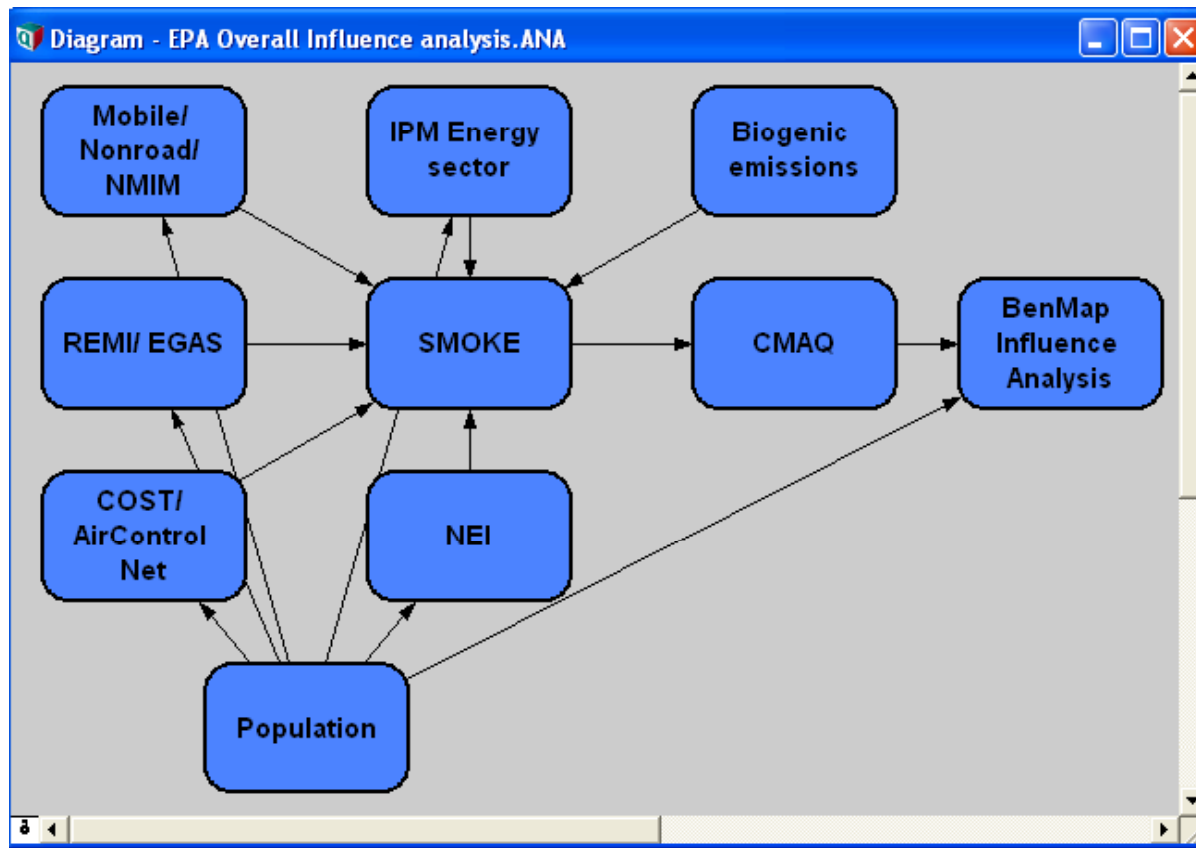 Diagram - EPA Overall Influence analysis.ANA
Mobile/
Nonroad/
NMIM
IPM Energy
sector
Biogenic
emissions
REMI/ EGAS
SMOKE
CMAQ
BenMap
Influence
Analysis
COST/
AirControl
Net
NEI
Population